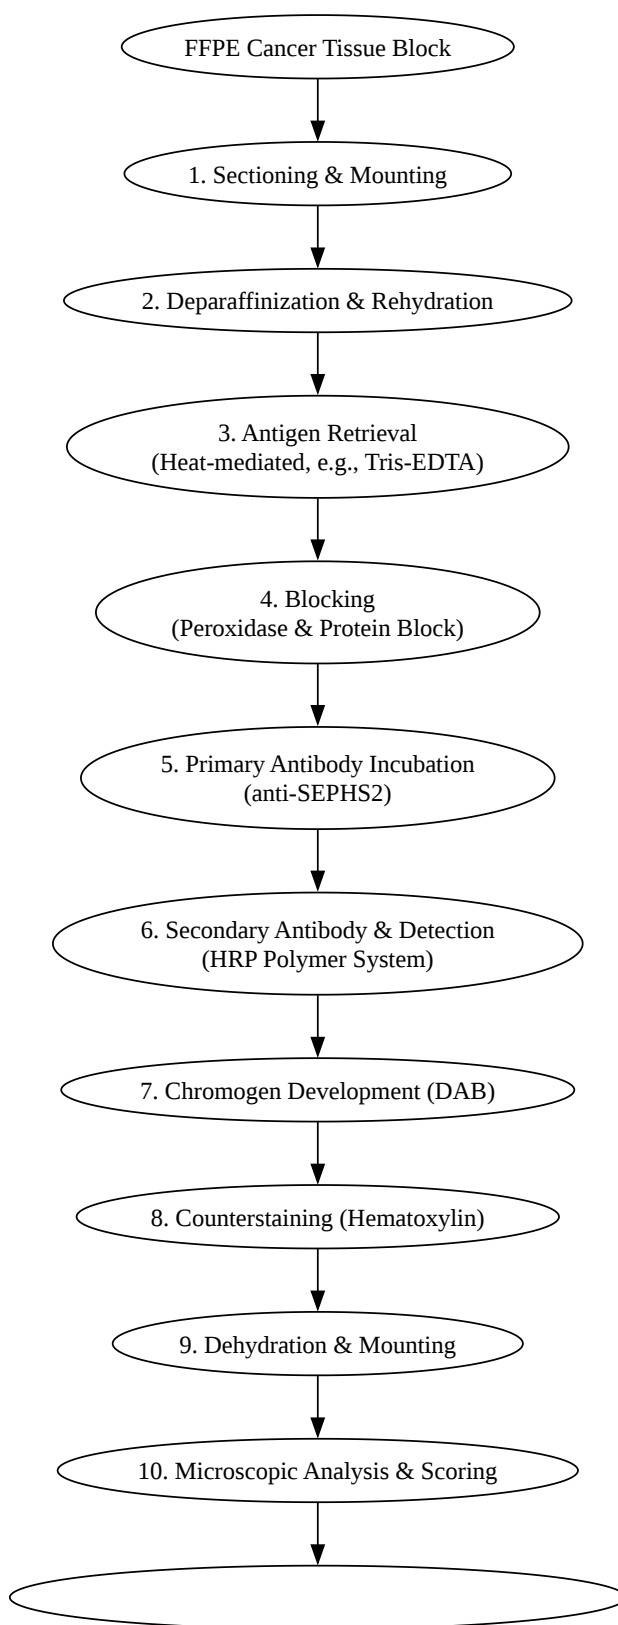 FFPE Cancer Tissue Block
1. Sectioning & Mounting
2. Deparaffinization & Rehydration
3. Antigen Retrieval
(Heat-mediated, e.g., Tris-EDTA)
4. Blocking
(Peroxidase & Protein Block)
5. Primary Antibody Incubation
(anti-SEPHS2)
6. Secondary Antibody & Detection
(HRP Polymer System)
7. Chromogen Development (DAB)
8. Counterstaining (Hematoxylin)
9. Dehydration & Mounting
10. Microscopic Analysis & Scoring